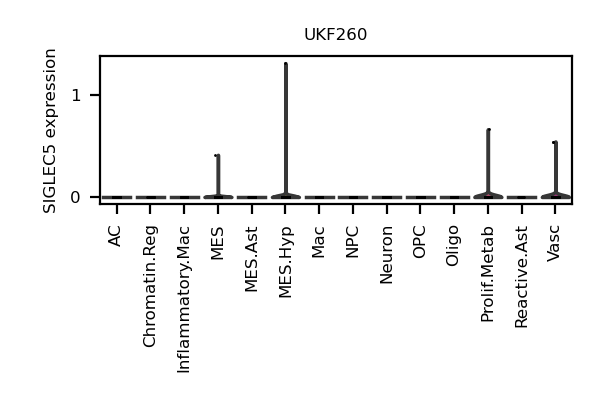 UKF260
SIGLEC5 expression
1
0
AC
Chromatin.Reg
Inflammatory.Mac
MES
MES.Ast
MES.Hyp
Mac
NPC
Neuron
OPC
Oligo
Prolif.Metab
Reactive.Ast
Vasc